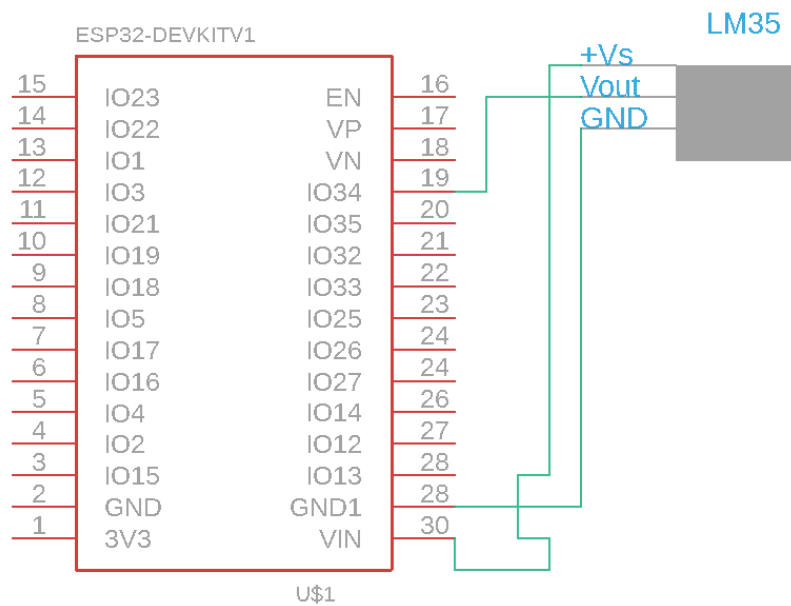 LM35
ESP32-DEVKITV1
+Vs
Vout
GND
15 IO23 EN 16
14 IO22 VP 17
13 IO1 VN 18
12 IO3 IO34 19
11 IO21 IO35 20
10 IO19 IO32 21
9 IO18 IO33 22
8 IO5 IO25 23
7 IO17 IO26 24
6 IO16 IO27 24
5 IO4 IO14 26
4 IO2 IO12 27
3 IO15 IO13 28
2 GND GND1 28
1 3V3 VIN 30
U$1